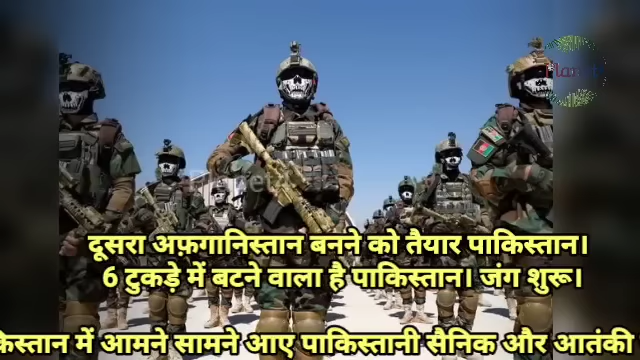 दूसरा अफ़गानिस्तान बनने को तैयार पाकिस्तान।
6 टुकड़े में बटने वाला है पाकिस्तान। जंग शुरू।
किस्तान में आमने सामने आए पाकिस्तानी सैनिक और आतंकी